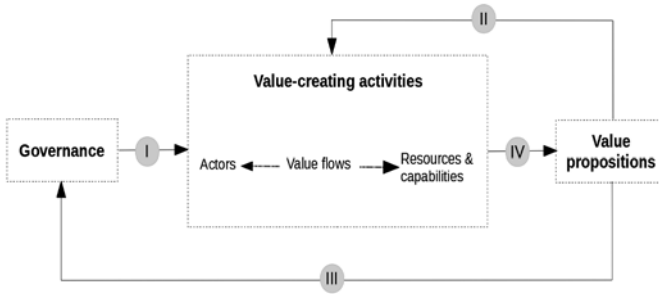 II
Value-creating activities
Governance
I
Actors
Value flows
Resources &
capabilities
IV
Value
propositions
III